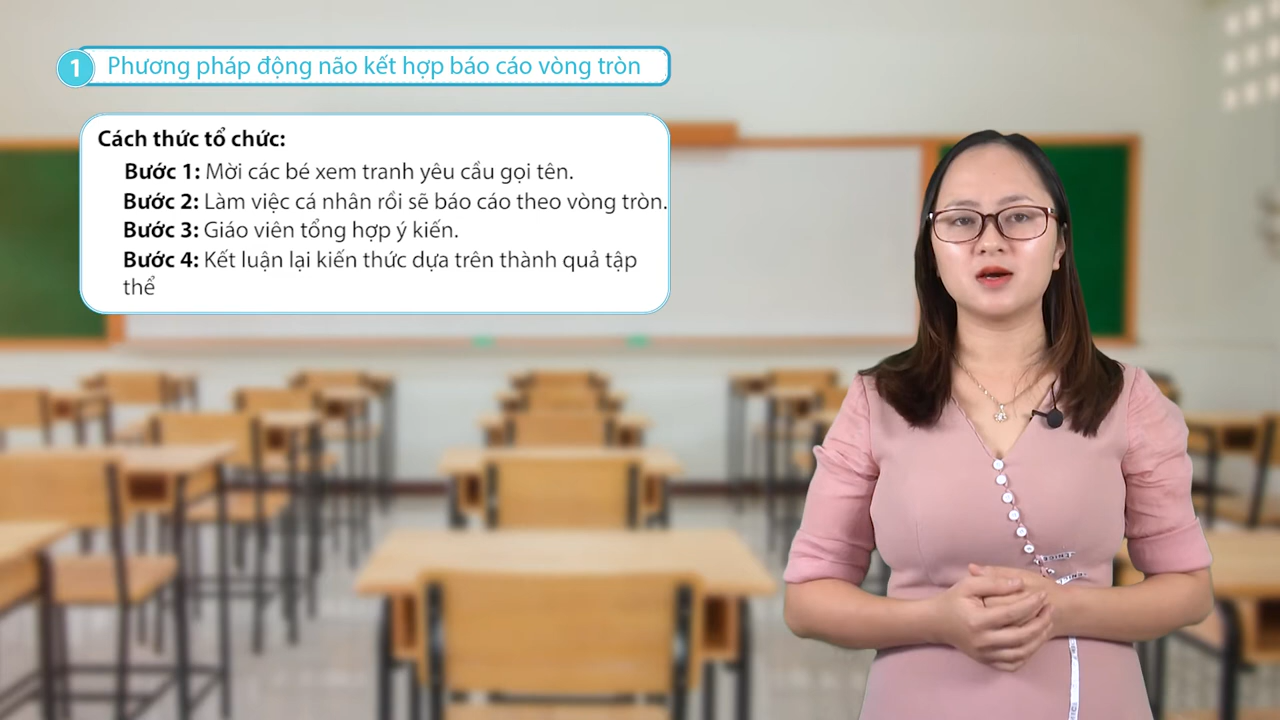 1 Phương pháp động não kết hợp báo cáo vòng tròn
Cách thức tổ chức:
Bước 1: Mời các bé xem tranh yêu cầu gọi tên.
Bước 2: Làm việc cá nhân rồi sẽ báo cáo theo vòng tròn.
Bước 3: Giáo viên tổng hợp ý kiến.
Bước 4: Kết luận lại kiến thức dựa trên thành quả tập
thể